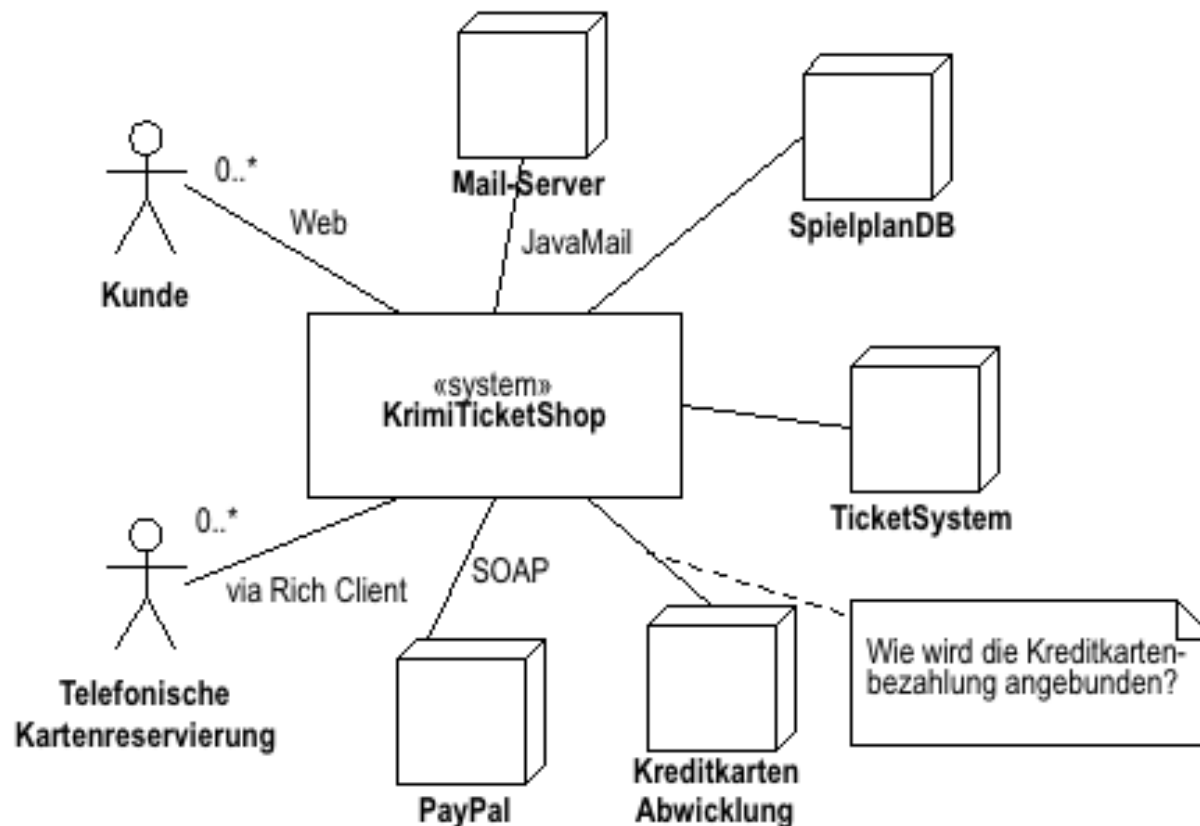 Mail-Server
SpielplanDB
0..*
Web
JavaMail
Kunde
«system»
KrimiTicketShop
TicketSystem
0..*
via Rich Client
SOAP
Telefonische
Kartenreservierung
PayPal
Kreditkarten
Abwicklung
Wie wird die Kreditkarten-
bezahlung angebunden?